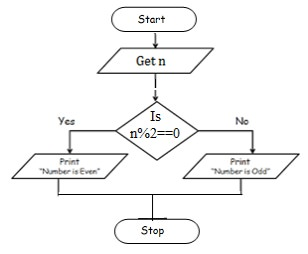 Start
Get n
Is
n%2==0
Yes
No
Print
"Number is Even"
Print
"Number is Odd"
Stop